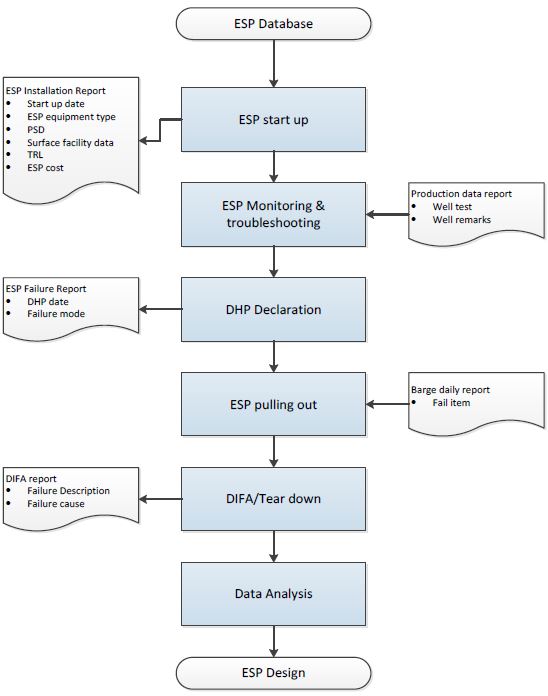 ESP Database
ESP Installation Report
• Start up date
• ESP equipment type
• PSD
• Surface facility data
• TRL
• ESP cost
ESP start up
ESP Monitoring &
troubleshooting
Production data report
• Well test
• Well remarks
ESP Failure Report
• DHP date
• Failure mode
DHP Declaration
ESP pulling out
Barge daily report
• Fail item
DIFA report
• Failure Description
• Failure cause
DIFA/Tear down
Data Analysis
ESP Design